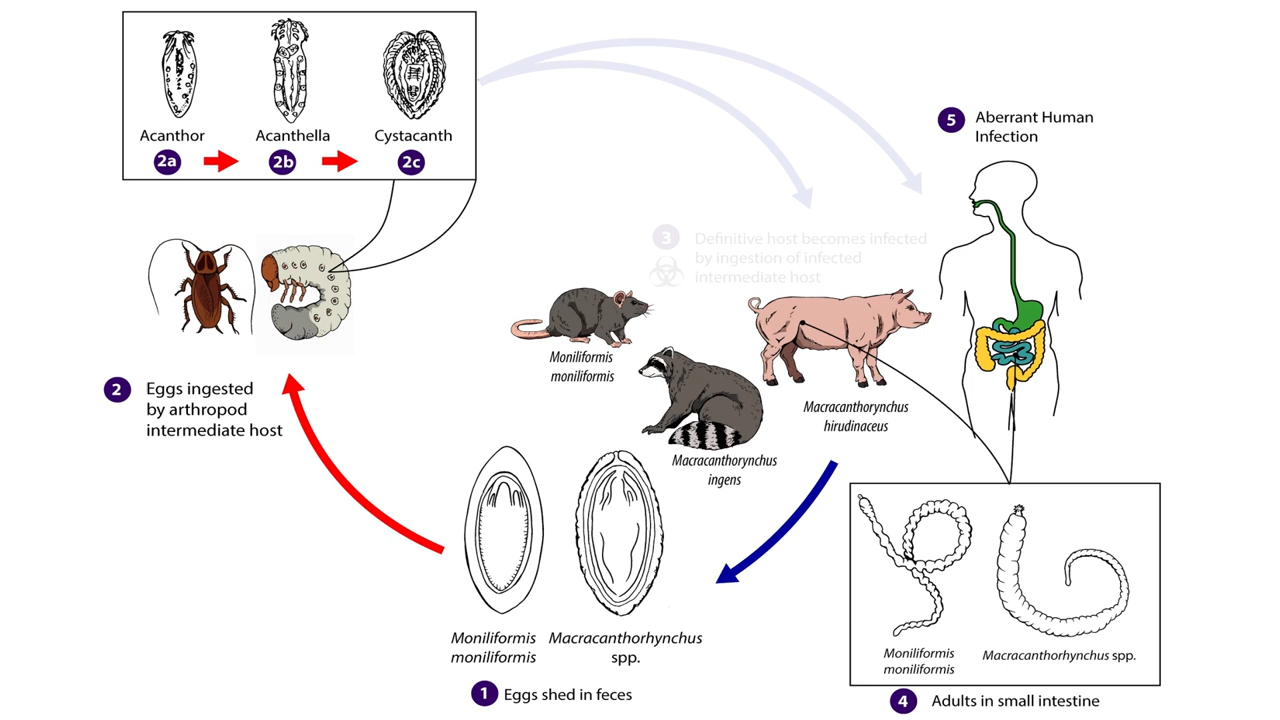 Acanthor
Acanthella
Cystacanth
2a
2b
2c
5
Aberrant Human
Infection
3
Definitive host becomes infected
by ingestion of infected
intermediate host
Moniliformis
moniliformis
Macracanthorynchus
hirudinaceus
Macracanthorynchus
ingens
2
Eggs ingested
by arthropod
intermediate host
Moniliformis
moniliformis
Macracanthorhynchus
spp.
1
Eggs shed in feces
Moniliformis
moniliformis
Macracanthorhynchus spp.
4
Adults in small intestine